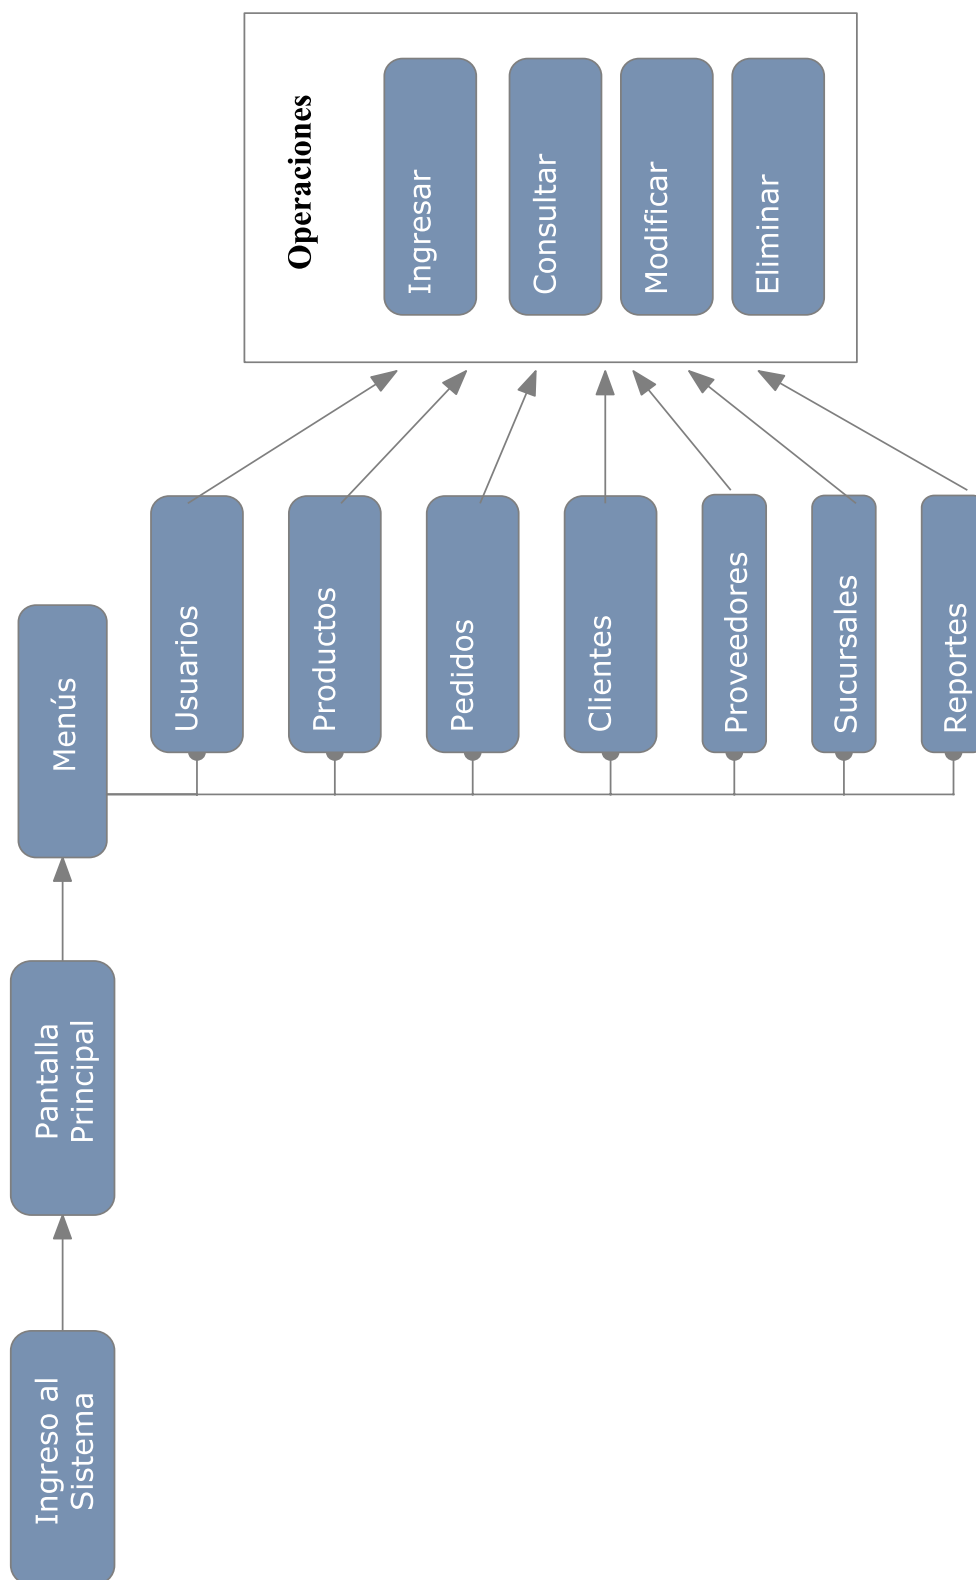 Ingreso al
Sistema
Pantalla
Principal
Menús
Usuarios
Productos
Pedidos
Clientes
Proveedores
Sucursales
Reportes
Operaciones
Ingresar
Consultar
Modificar
Eliminar